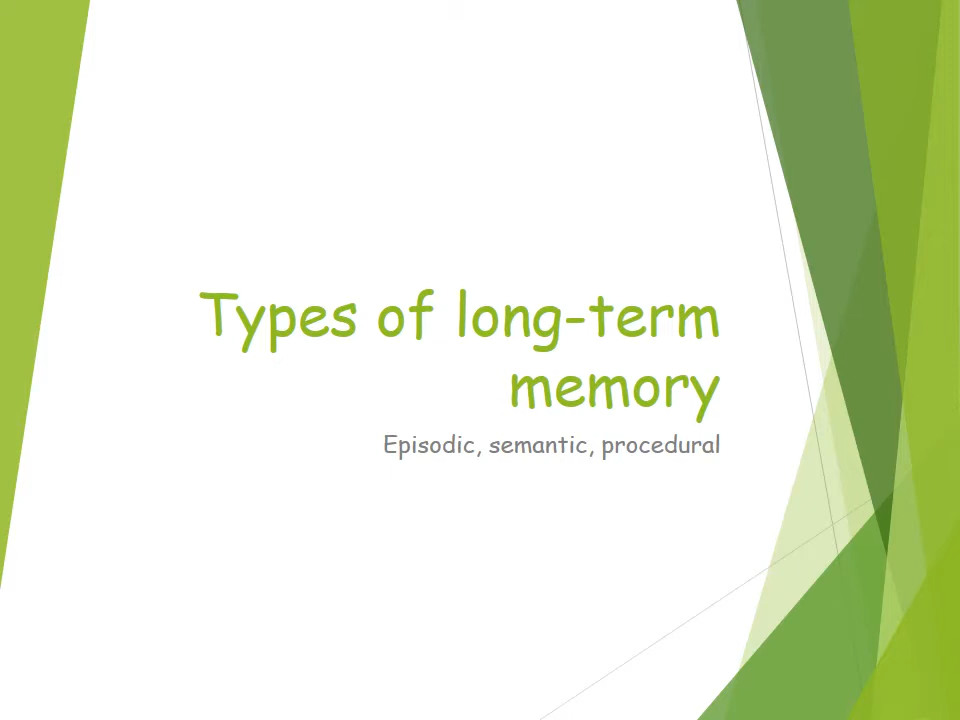 Types of long-term
memory
Episodic, semantic, procedural